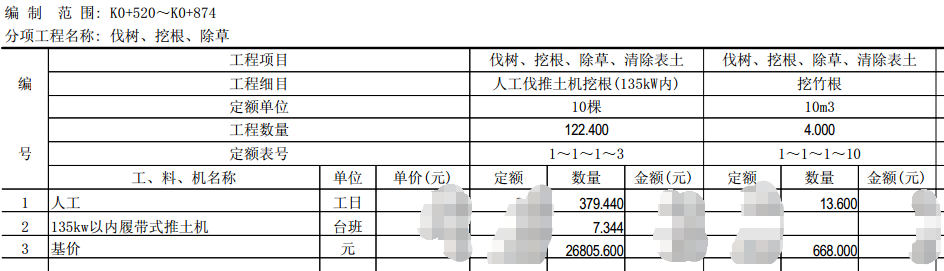 编 制 范 围: K0+520～K0+874
分项工程名称: 伐树、挖根、除草
编号 工程项目 伐树、挖根、除草、清除表土 伐树、挖根、除草、清除表土
工程细目 人工伐推土机挖根(135kW内) 挖竹根
定额单位 10棵 10m3
工程数量 122.400 4.000
定额表号 1～1～1～3 1～1～1～10
工、料、机名称 单位 单价(元) 定额 数量 金额(元) 定额 数量 金额(元)
1 人工 工日 379.440 13.600
2 135kw以内履带式推土机 台班 7.344
3 基价 元 26805.600 668.000